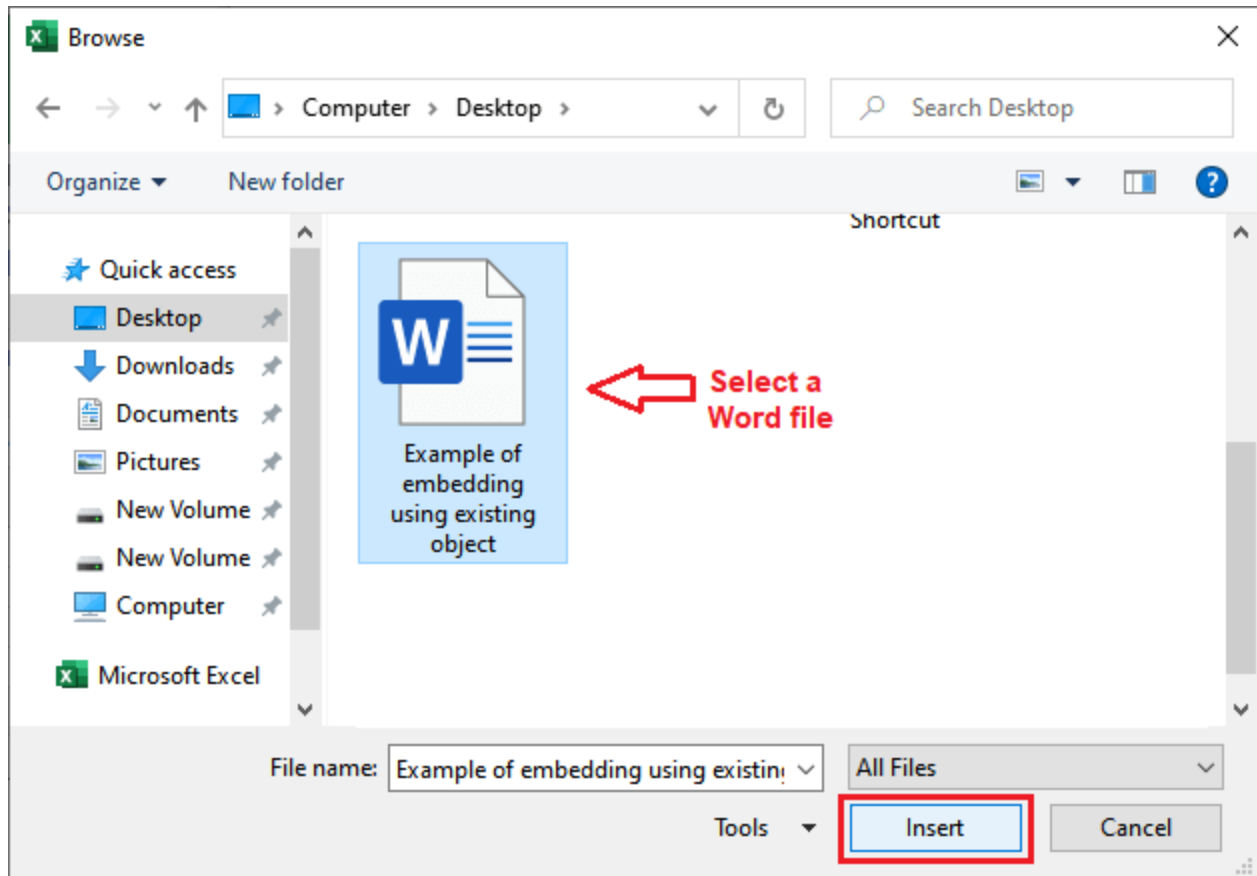 Browse
Computer > Desktop >
Search Desktop
Organize
New folder
Shortcut
Quick access
Desktop
Downloads
Documents
Pictures
New Volume
New Volume
Computer
Microsoft Excel
W
Example of
embedding
using existing
object
Select a
Word file
File name:
Example of embedding using existin
All Files
Tools
Insert
Cancel